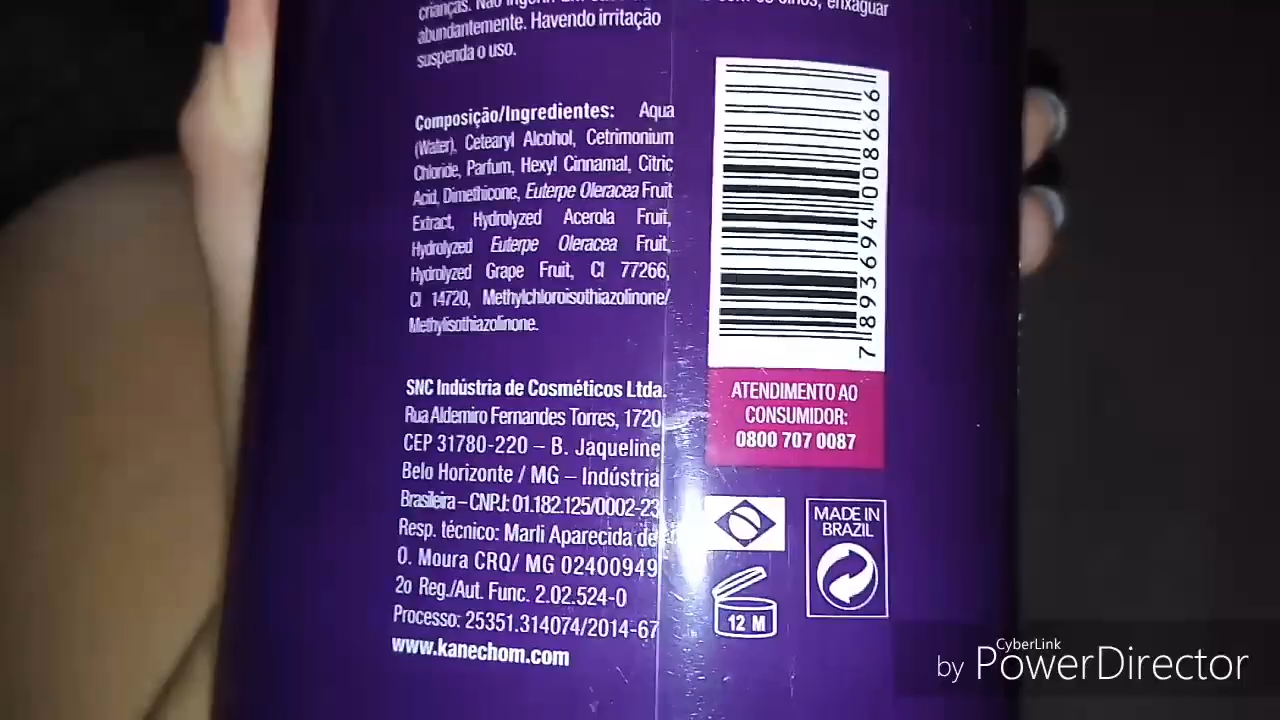 crianças. Não ingerir
com os olhos, enxaguar
abundantemente. Havendo irritação
suspenda o uso.
Composição/Ingredientes: Aqua
(Water), Cetearyl Alcohol, Cetrimonium
Chloride, Parfum, Hexyl Cinnamal, Citric
Acid, Dimethicone, Euterpe Oleracea Fruit
Extract, Hydrolyzed Acerola Fruit,
Hydrolyzed Euterpe Oleracea Fruit,
Hydrolyzed Grape Fruit, CI 77266,
CI 14720, Methylchloroisothiazolinone/
Methylisothiazolinone.
SNC Indústria de Cosméticos Ltda.
Rua Aldemiro Fernandes Torres, 1720
CEP 31780-220 – B. Jaqueline
Belo Horizonte / MG – Indústria
Brasileira – CNPJ: 01.182.125/0002-23
Resp. técnico: Marli Aparecida de
O. Moura CRQ/ MG 02400949
2o Reg./Aut. Func. 2.02.524-0
Processo: 25351.314074/2014-67
www.kanechom.com
7 893694 008666
ATENDIMENTO AO
CONSUMIDOR:
0800 707 0087
MADE IN
BRAZIL
12 M
CyberLink
by PowerDirector